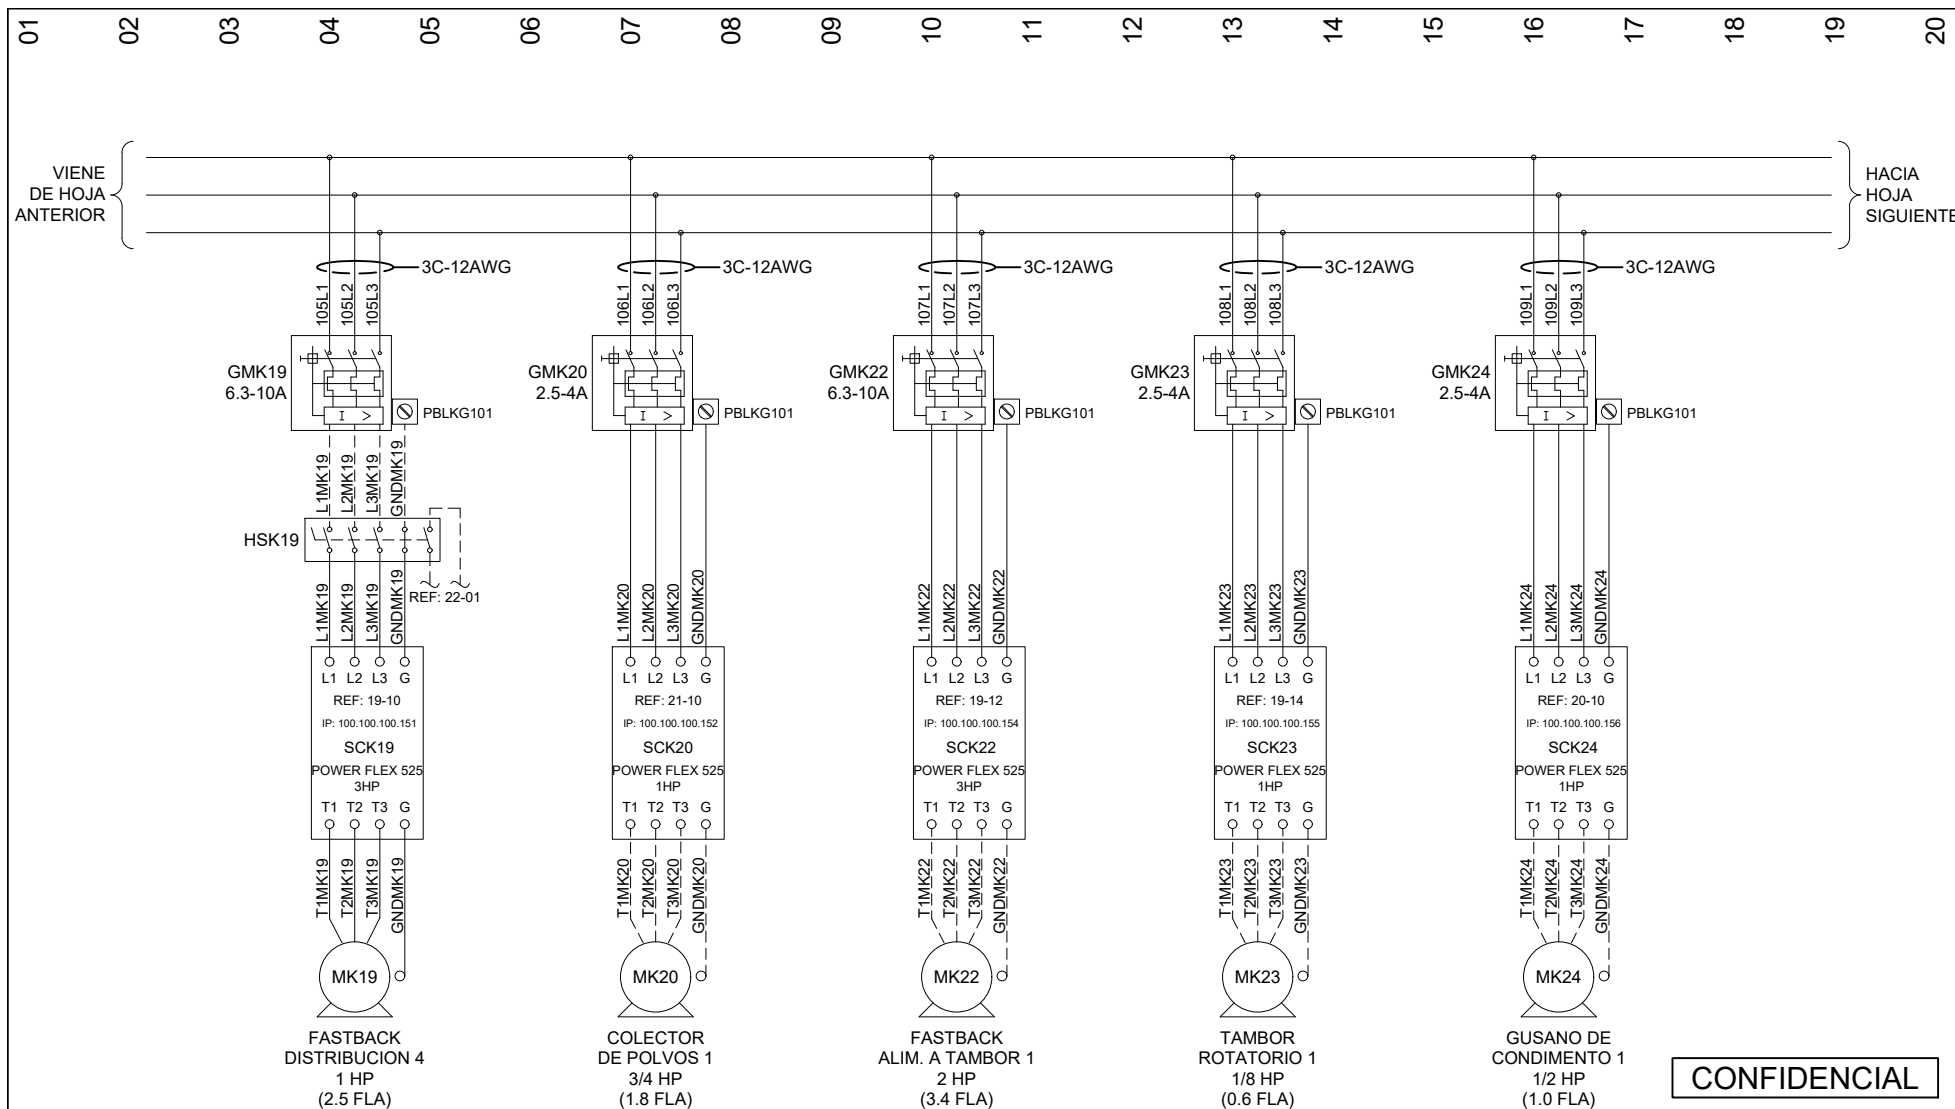 01 02 03 04 05 06 07 08 09 10 11 12 13 14 15 16 17 18 19 20
VIENE
DE HOJA
ANTERIOR
HACIA
HOJA
SIGUIENTE
3C-12AWG
105L1
105L2
105L3
GMK19
6.3-10A
I >
PBLKG101
L1MK19
L2MK19
L3MK19
GNDMK19
HSK19
REF: 22-01
L1MK19
L2MK19
L3MK19
GNDMK19
L1 L2 L3 G
REF: 19-10
IP: 100.100.100.151
SCK19
POWER FLEX 525
3HP
T1 T2 T3 G
T1MK19
T2MK19
T3MK19
GNDMK19
MK19
FASTBACK
DISTRIBUCION 4
1 HP
(2.5 FLA)
3C-12AWG
106L1
106L2
106L3
GMK20
2.5-4A
I >
PBLKG101
L1MK20
L2MK20
L3MK20
GNDMK20
L1 L2 L3 G
REF: 21-10
IP: 100.100.100.152
SCK20
POWER FLEX 525
1HP
T1 T2 T3 G
T1MK20
T2MK20
T3MK20
GNDMK20
MK20
COLECTOR
DE POLVOS 1
3/4 HP
(1.8 FLA)
3C-12AWG
107L1
107L2
107L3
GMK22
6.3-10A
I >
PBLKG101
L1MK22
L2MK22
L3MK22
GNDMK22
L1 L2 L3 G
REF: 19-12
IP: 100.100.100.154
SCK22
POWER FLEX 525
3HP
T1 T2 T3 G
T1MK22
T2MK22
T3MK22
GNDMK22
MK22
FASTBACK
ALIM. A TAMBOR 1
2 HP
(3.4 FLA)
3C-12AWG
108L1
108L2
108L3
GMK23
2.5-4A
I >
PBLKG101
L1MK23
L2MK23
L3MK23
GNDMK23
L1 L2 L3 G
REF: 19-14
IP: 100.100.100.155
SCK23
POWER FLEX 525
1HP
T1 T2 T3 G
T1MK23
T2MK23
T3MK23
GNDMK23
MK23
TAMBOR
ROTATORIO 1
1/8 HP
(0.6 FLA)
3C-12AWG
109L1
109L2
109L3
GMK24
2.5-4A
I >
PBLKG101
L1MK24
L2MK24
L3MK24
GNDMK24
L1 L2 L3 G
REF: 20-10
IP: 100.100.100.156
SCK24
POWER FLEX 525
1HP
T1 T2 T3 G
T1MK24
T2MK24
T3MK24
GNDMK24
MK24
GUSANO DE
CONDIMENTO 1
1/2 HP
(1.0 FLA)
CONFIDENCIAL